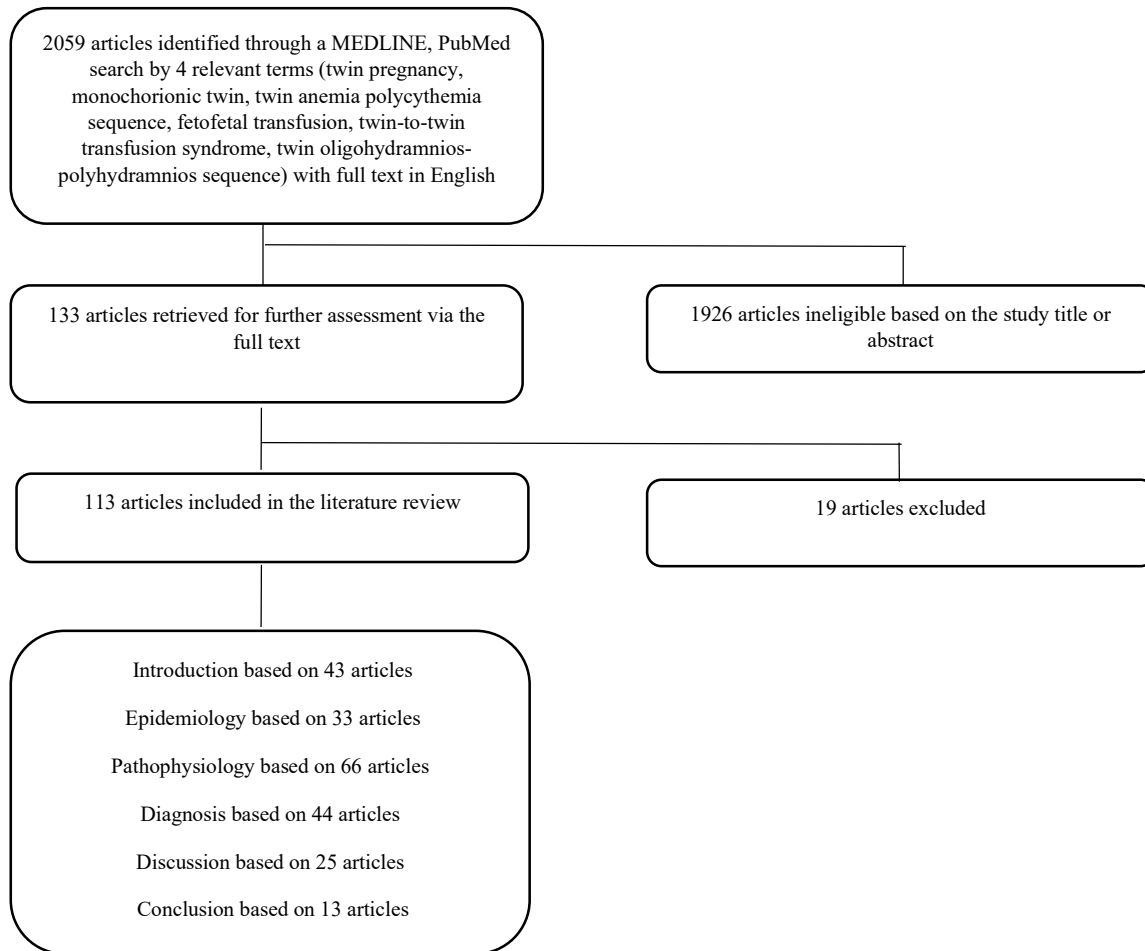 2059 articles identified through a MEDLINE, PubMed
search by 4 relevant terms (twin pregnancy,
monochorionic twin, twin anemia polycythemia
sequence, fetofetal transfusion, twin-to-twin
transfusion syndrome, twin oligohydramnios-
polyhydramnios sequence) with full text in English
133 articles retrieved for further assessment via the
full text
1926 articles ineligible based on the study title or
abstract
113 articles included in the literature review
19 articles excluded
Introduction based on 43 articles
Epidemiology based on 33 articles
Pathophysiology based on 66 articles
Diagnosis based on 44 articles
Discussion based on 25 articles
Conclusion based on 13 articles